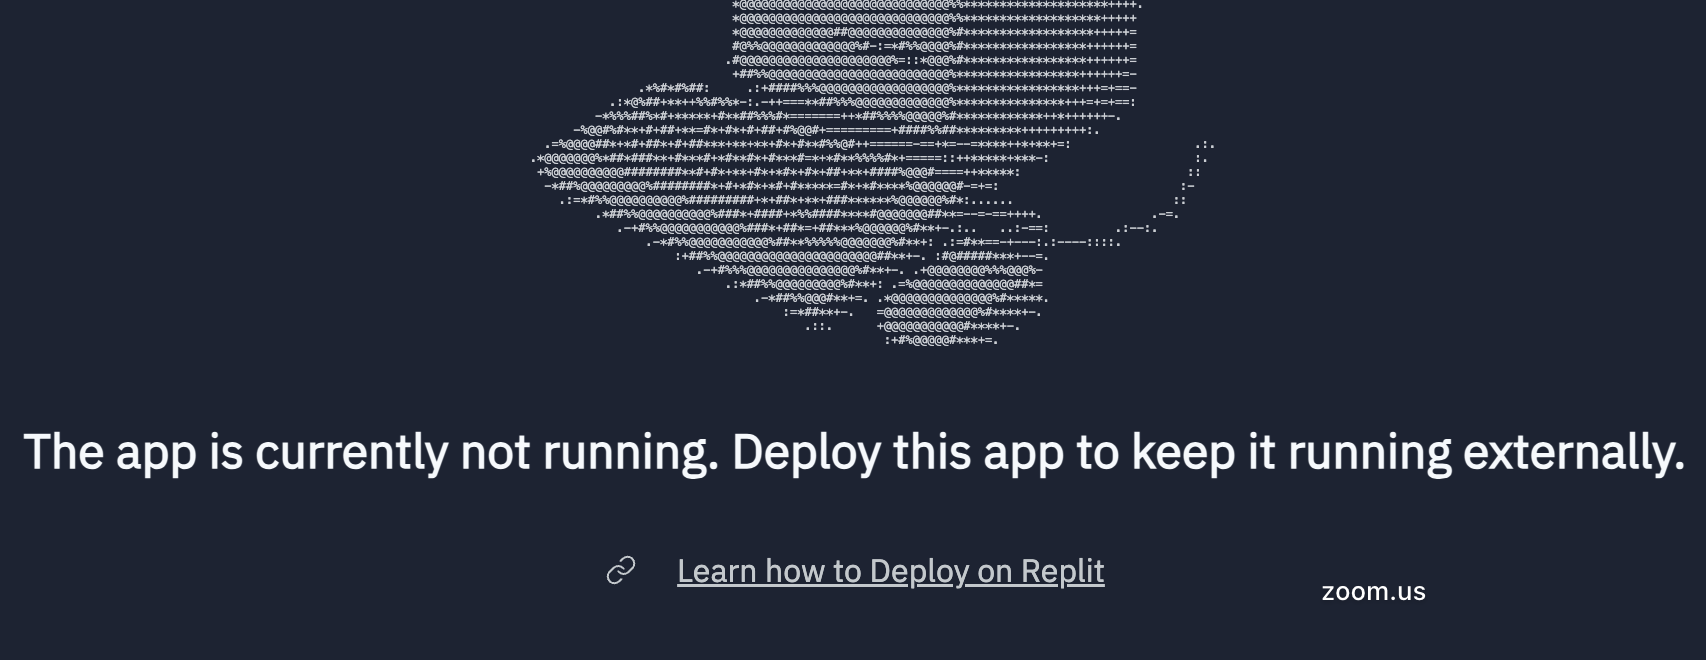 The app is currently not running. Deploy this app to keep it running externally.
Learn how to Deploy on Replit
zoom.us